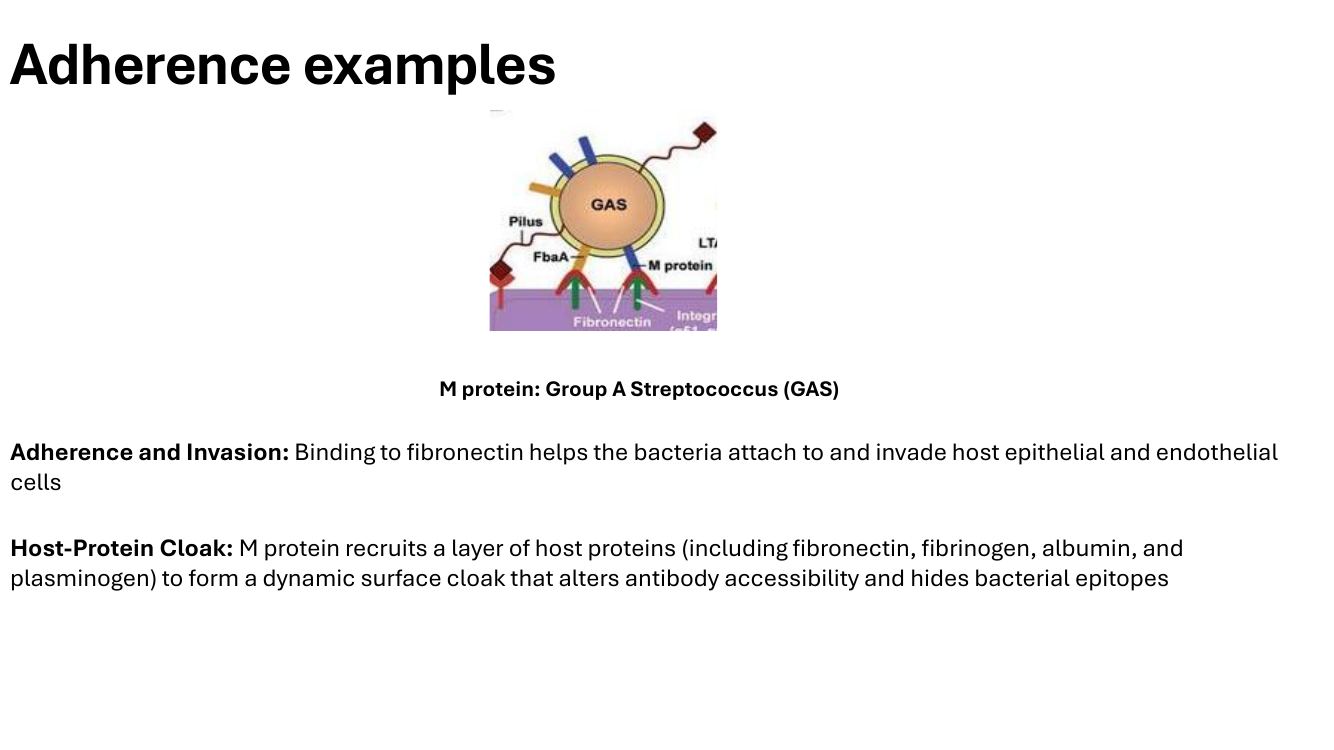 Adherence examples
GAS
Pilus
FbaA
M protein
Fibronectin
M protein: Group A Streptococcus (GAS)
Adherence and Invasion: Binding to fibronectin helps the bacteria attach to and invade host epithelial and endothelial
cells
Host-Protein Cloak: M protein recruits a layer of host proteins (including fibronectin, fibrinogen, albumin, and
plasminogen) to form a dynamic surface cloak that alters antibody accessibility and hides bacterial epitopes